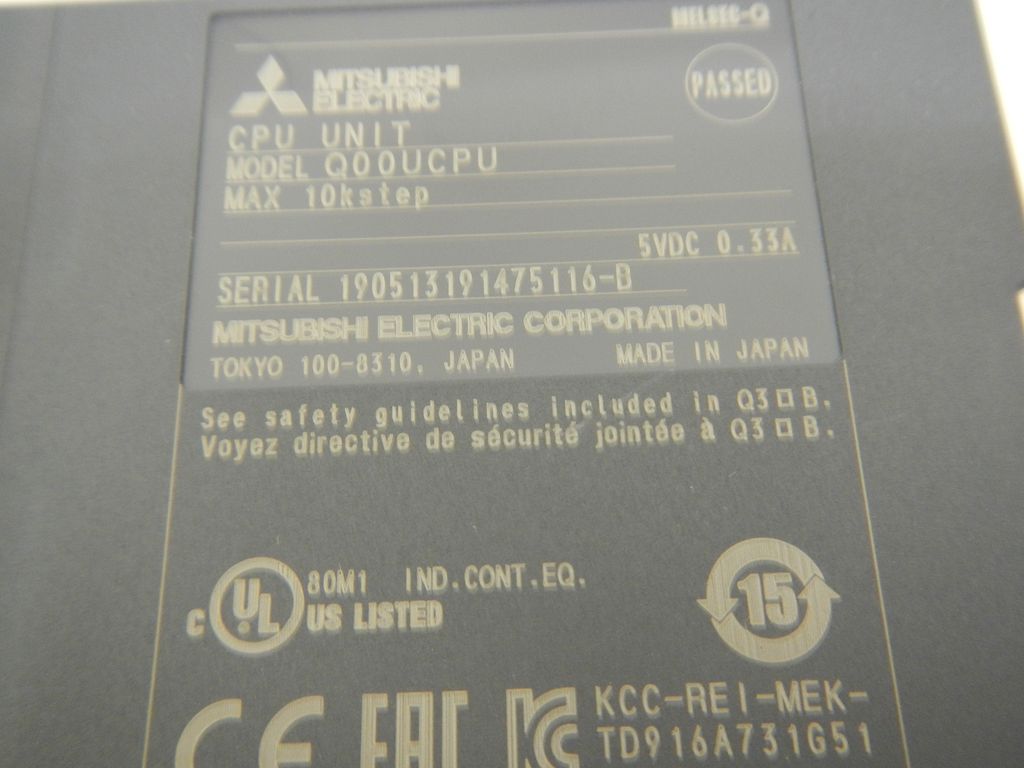 MELSEC-Q
MITSUBISHI
ELECTRIC
PASSED
CPU UNIT
MODEL Q00UCPU
MAX 10kstep
5VDC 0.33A
SERIAL 190513191475116-B
MITSUBISHI ELECTRIC CORPORATION
TOKYO 100-8310, JAPAN MADE IN JAPAN
See safety guidelines included in Q3□B.
Voyez directive de sécurité jointée à Q3□B.
C UL US LISTED
80M1 IND.CONT.EQ.
15
CE EAC KC
KCC-REI-MEK-
TD916A731G51